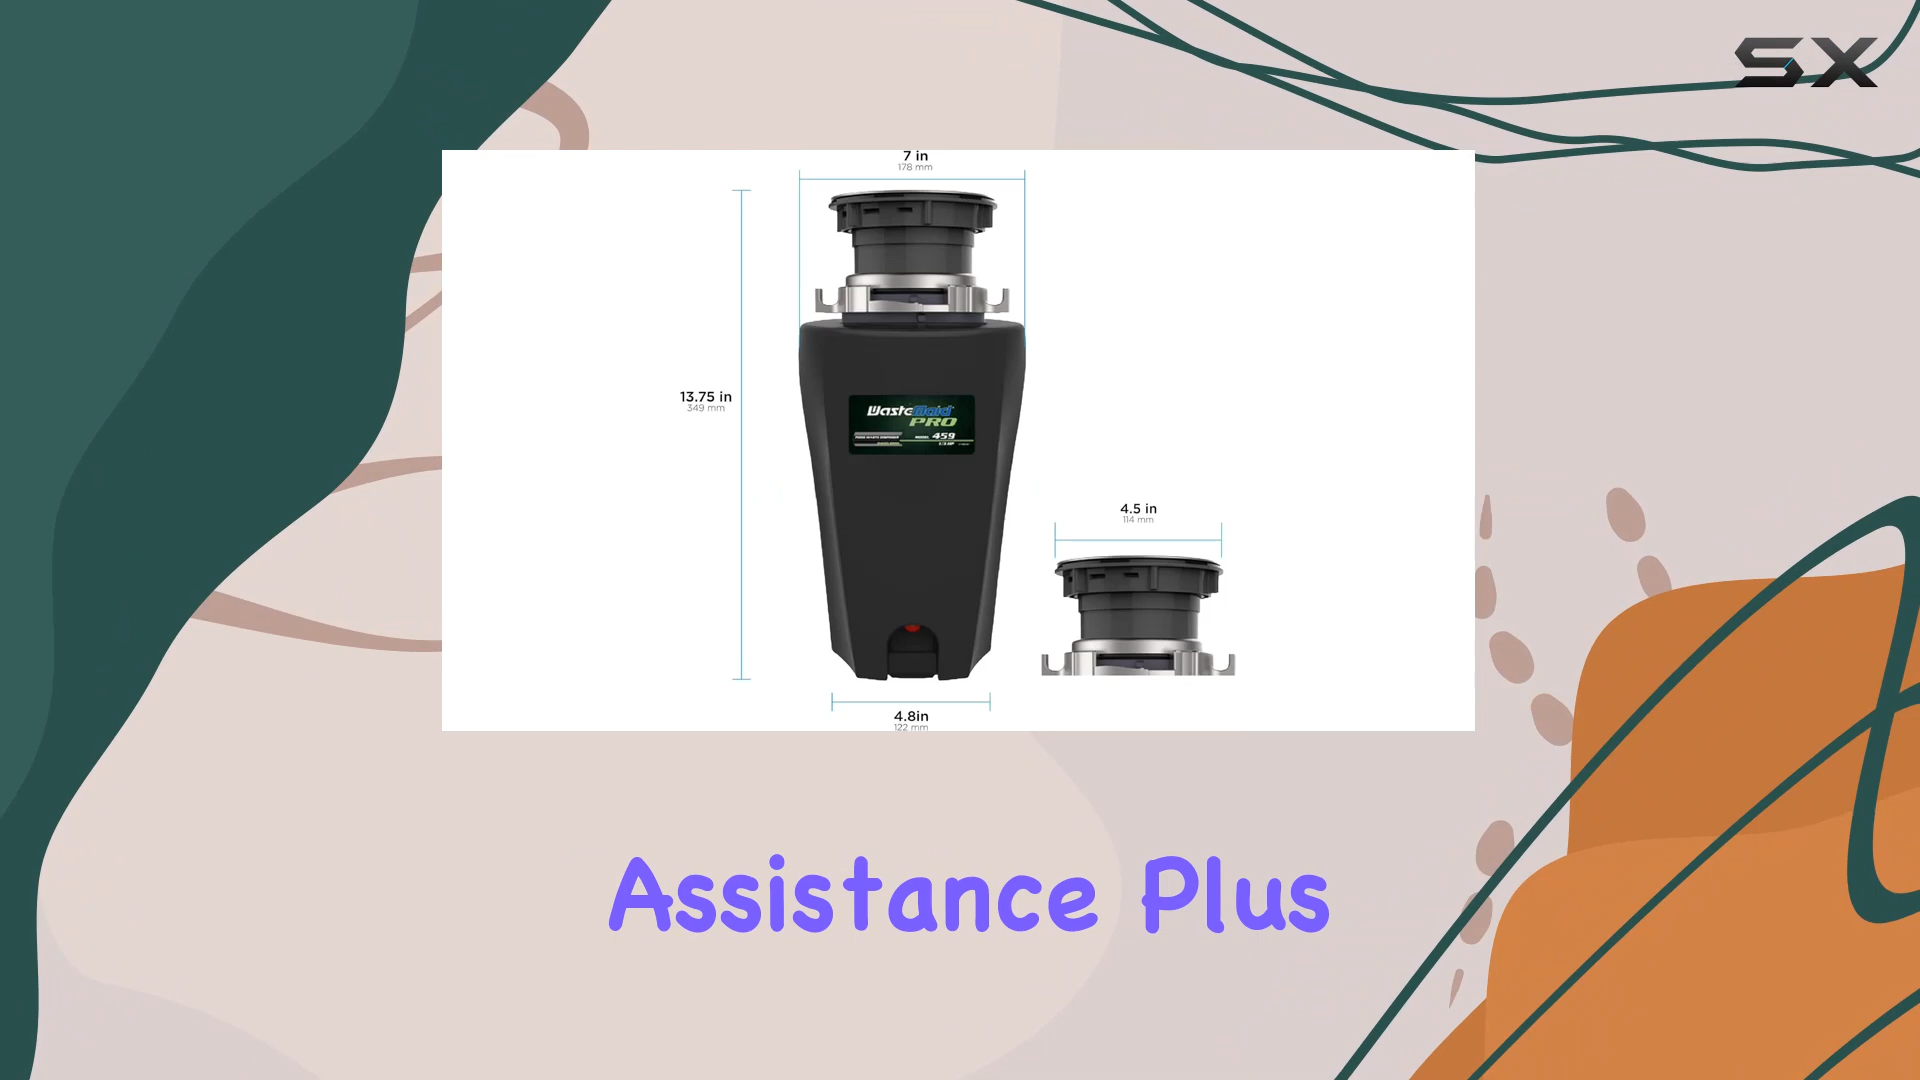 SX
7 in
178 mm
13.75 in
349 mm
WasteMaid
PRO
MODEL 459
4.5 in
114 mm
4.8in
122 mm
Assistance Plus